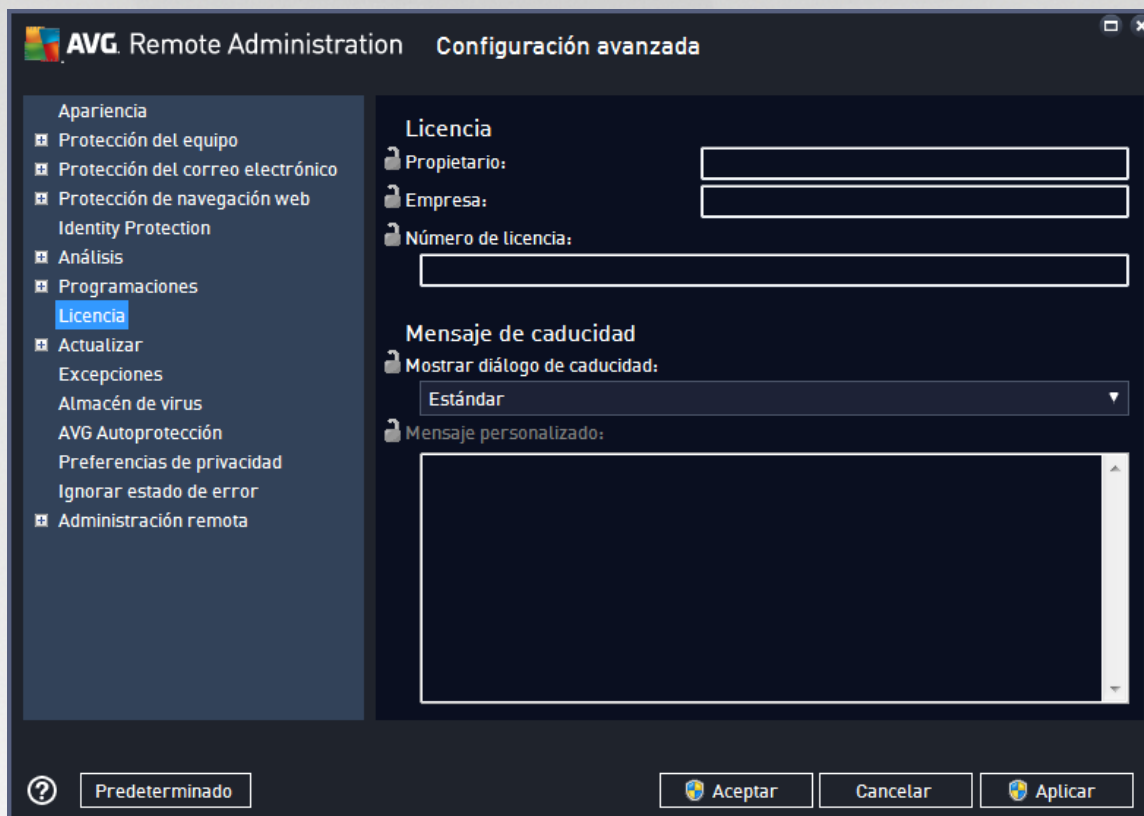 AVG. Remote Administration Configuración avanzada
Apariencia
Protección del equipo
Protección del correo electrónico
Protección de navegación web
Identity Protection
Análisis
Programaciones
Licencia
Actualizar
Excepciones
Almacén de virus
AVG Autoprotección
Preferencias de privacidad
Ignorar estado de error
Administración remota
Licencia
Propietario:
Empresa:
Número de licencia:
Mensaje de caducidad
Mostrar diálogo de caducidad:
Estándar
Mensaje personalizado:
? Predeterminado Aceptar Cancelar Aplicar